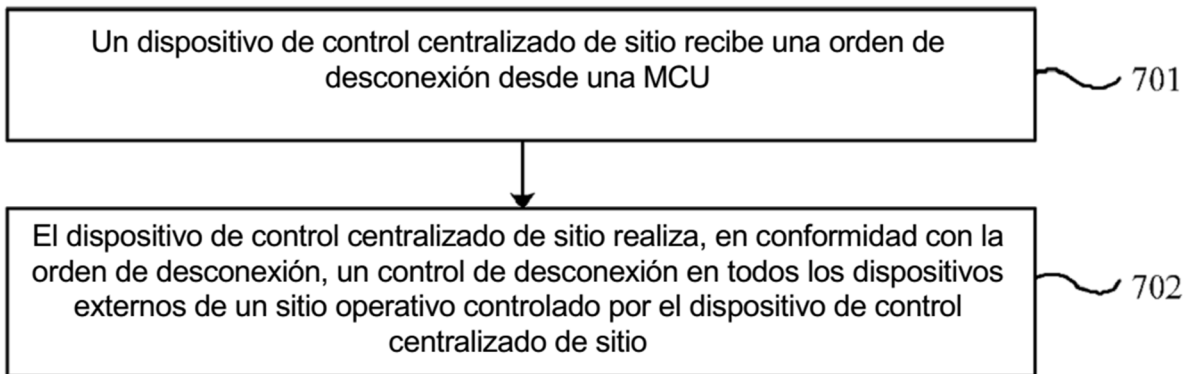 Un dispositivo de control centralizado de sitio recibe una orden de
desconexión desde una MCU
701
El dispositivo de control centralizado de sitio realiza, en conformidad con la
orden de desconexión, un control de desconexión en todos los dispositivos
externos de un sitio operativo controlado por el dispositivo de control
centralizado de sitio
702